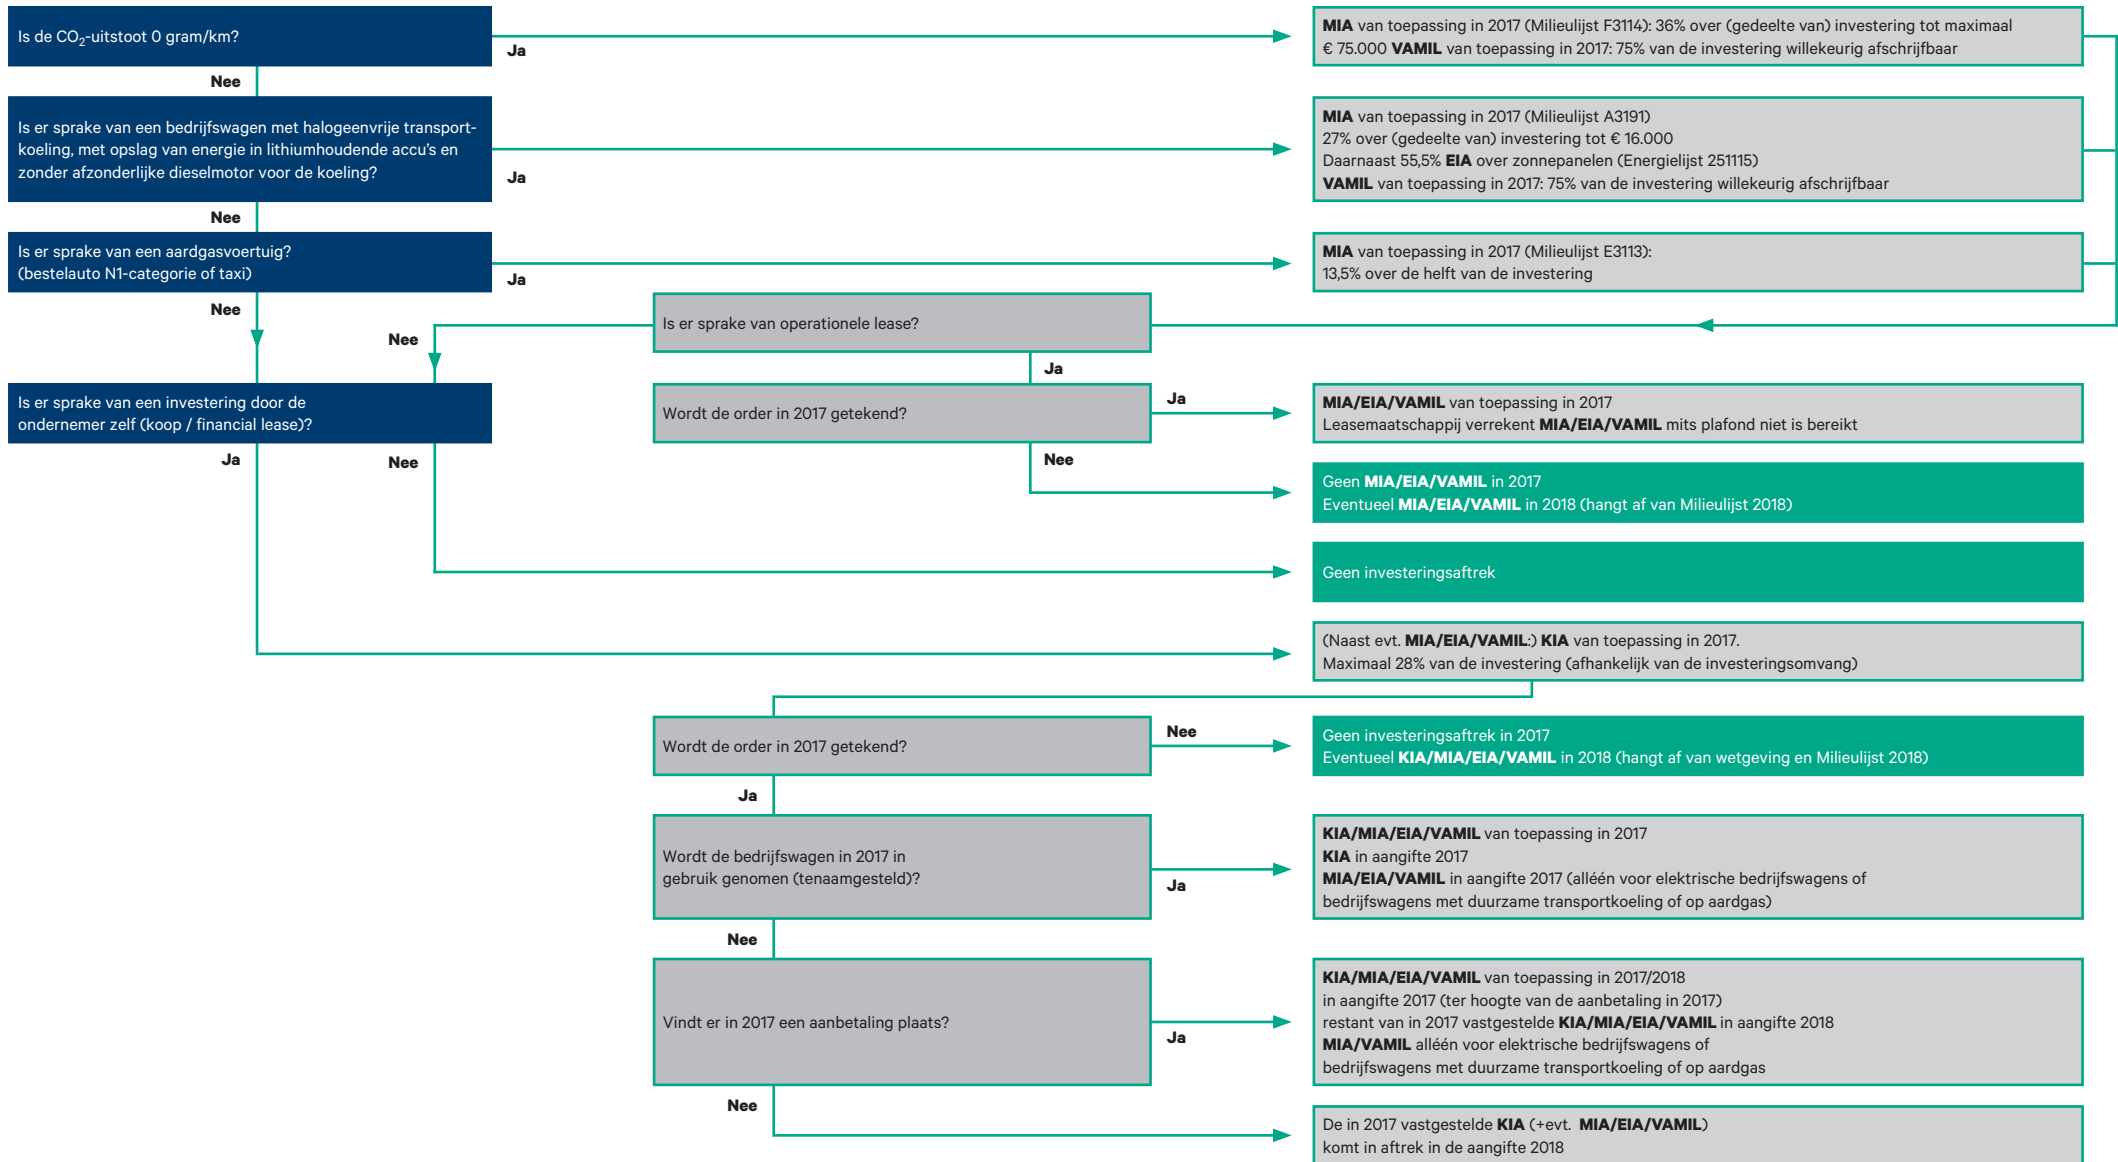 Is de CO₂-uitstoot 0 gram/km?
Ja
MIA van toepassing in 2017 (Milieulijst F3114): 36% over (gedeelte van) investering tot maximaal
€ 75.000 VAMIL van toepassing in 2017: 75% van de investering willekeurig afschrijfbaar
Nee
Is er sprake van een bedrijfswagen met halogeenvrije transport-
koeling, met opslag van energie in lithiumhoudende accu's en
zonder afzonderlijke dieselmotor voor de koeling?
Ja
MIA van toepassing in 2017 (Milieulijst A3191)
27% over (gedeelte van) investering tot € 16.000
Daarnaast 55,5% EIA over zonnepanelen (Energielijst 251115)
VAMIL van toepassing in 2017: 75% van de investering willekeurig afschrijfbaar
Nee
Is er sprake van een aardgasvoertuig?
(bestelauto N1-categorie of taxi)
Ja
MIA van toepassing in 2017 (Milieulijst E3113):
13,5% over de helft van de investering
Nee
Is er sprake van operationele lease?
Nee
Ja
Is er sprake van een investering door de
ondernemer zelf (koop / financial lease)?
Wordt de order in 2017 getekend?
Ja
MIA/EIA/VAMIL van toepassing in 2017
Leasemaatschappij verrekent MIA/EIA/VAMIL mits plafond niet is bereikt
Ja
Nee
Nee
Geen MIA/EIA/VAMIL in 2017
Eventueel MIA/EIA/VAMIL in 2018 (hangt af van Milieulijst 2018)
Geen investeringsaftrek
(Naast evt. MIA/EIA/VAMIL:) KIA van toepassing in 2017.
Maximaal 28% van de investering (afhankelijk van de investeringsomvang)
Wordt de order in 2017 getekend?
Nee
Geen investeringsaftrek in 2017
Eventueel KIA/MIA/EIA/VAMIL in 2018 (hangt af van wetgeving en Milieulijst 2018)
Ja
Wordt de bedrijfswagen in 2017 in
gebruik genomen (tenaamgesteld)?
Ja
KIA/MIA/EIA/VAMIL van toepassing in 2017
KIA in aangifte 2017
MIA/EIA/VAMIL in aangifte 2017 (alléén voor elektrische bedrijfswagens of
bedrijfswagens met duurzame transportkoeling of op aardgas)
Nee
Vindt er in 2017 een aanbetaling plaats?
Ja
KIA/MIA/EIA/VAMIL van toepassing in 2017/2018
in aangifte 2017 (ter hoogte van de aanbetaling in 2017)
restant van in 2017 vastgestelde KIA/MIA/EIA/VAMIL in aangifte 2018
MIA/VAMIL alléén voor elektrische bedrijfswagens of
bedrijfswagens met duurzame transportkoeling of op aardgas
Nee
De in 2017 vastgestelde KIA (+evt. MIA/EIA/VAMIL)
komt in aftrek in de aangifte 2018